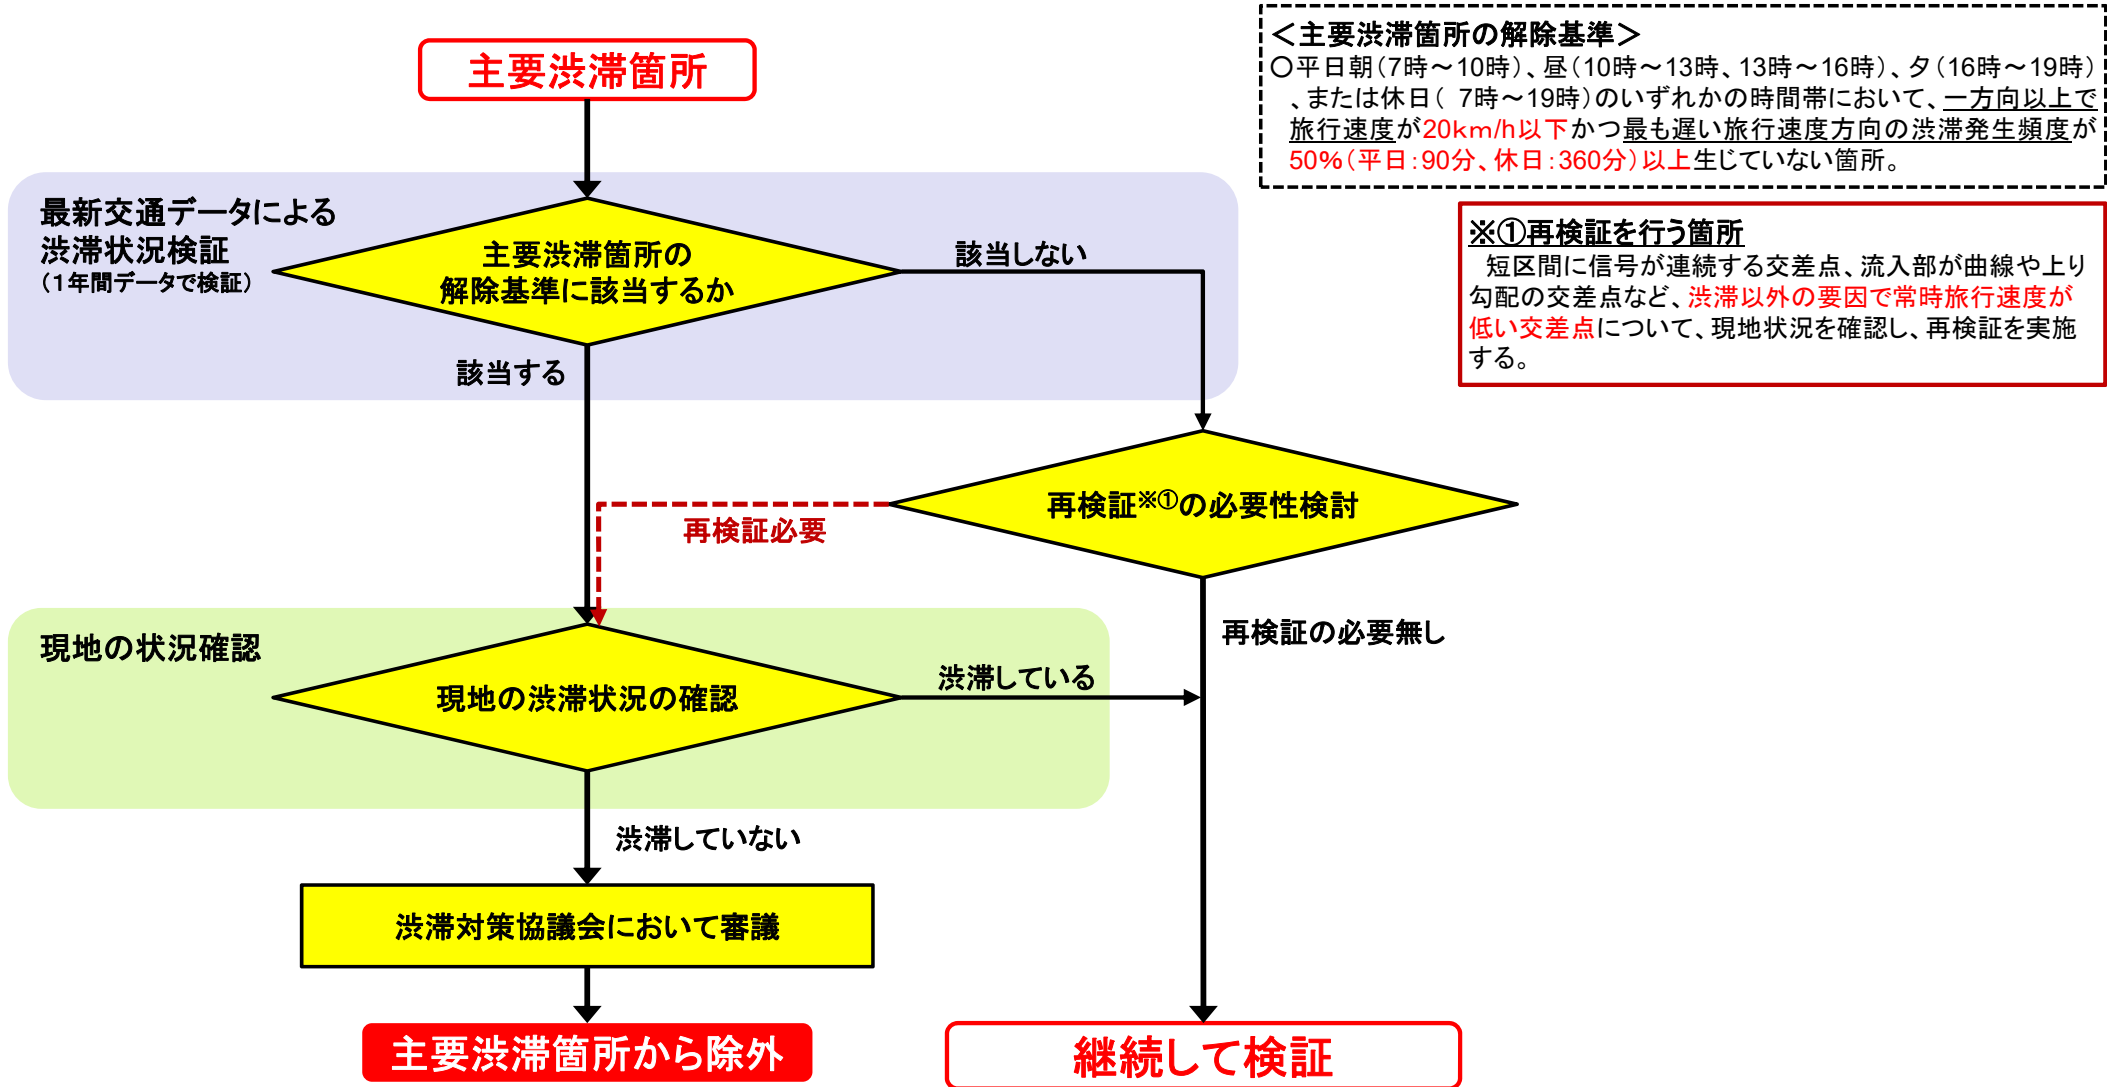 主要渋滞箇所
＜主要渋滞箇所の解除基準＞
○平日朝（7時～10時）、昼（10時～13時、13時～16時）、夕（16時～19時）
、または休日（ 7時～19時）のいずれかの時間帯において、一方向以上で
旅行速度が20km/h以下かつ最も遅い旅行速度方向の渋滞発生頻度が
50%（平日：90分、休日：360分）以上生じていない箇所。
※①再検証を行う箇所
短区間に信号が連続する交差点、流入部が曲線や上り
勾配の交差点など、渋滞以外の要因で常時旅行速度が
低い交差点について、現地状況を確認し、再検証を実施
する。
最新交通データによる
渋滞状況検証
（1年間データで検証）
主要渋滞箇所の
解除基準に該当するか
該当しない
該当する
再検証※①の必要性検討
再検証必要
再検証の必要無し
現地の状況確認
現地の渋滞状況の確認
渋滞している
渋滞していない
渋滞対策協議会において審議
主要渋滞箇所から除外
継続して検証